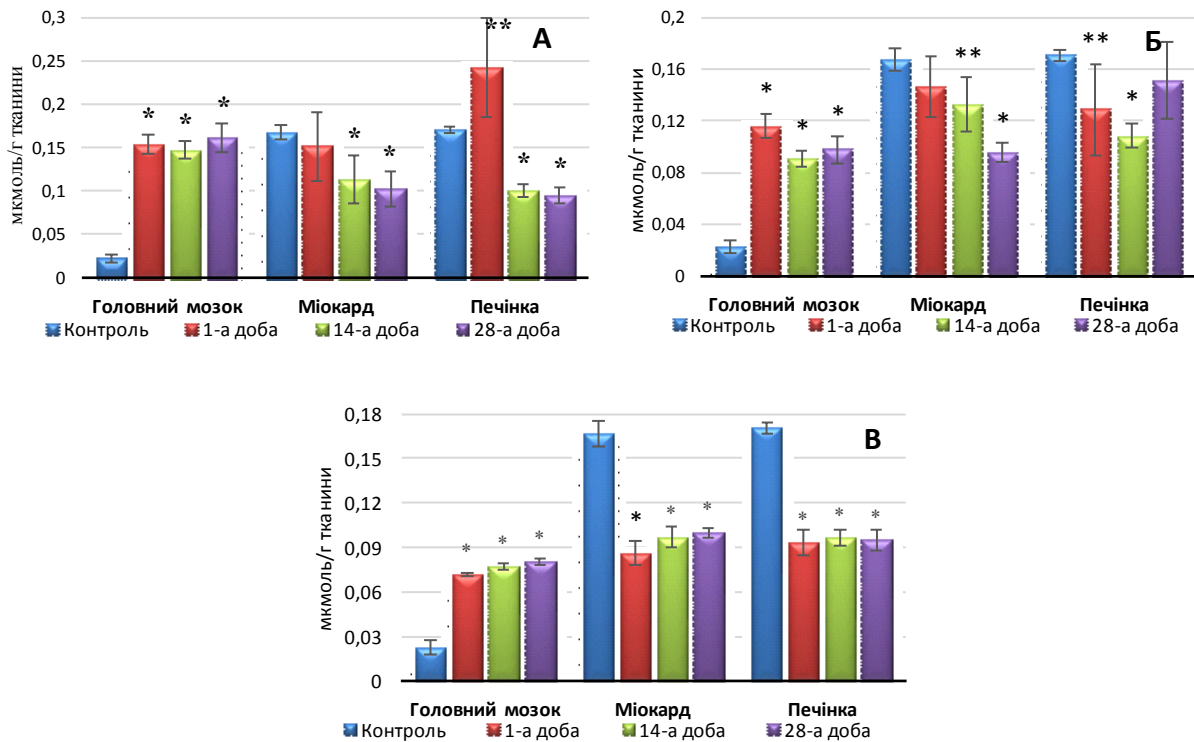 А
мкмоль/г тканини
0,3
0,25
0,2
0,15
0,1
0,05
0
* * *
* *
** * *
Головний мозок Міокард Печінка
Контроль 1-а доба 14-а доба 28-а доба
Б
мкмоль/г тканини
0,2
0,16
0,12
0,08
0,04
0
* * *
** *
** *
Головний мозок Міокард Печінка
Контроль 1-а доба 14-а доба 28-а доба
В
мкмоль/г тканини
0,18
0,15
0,12
0,09
0,06
0,03
0
* * *
* * *
* * *
Головний мозок Міокард Печінка
Контроль 1-а доба 14-а доба 28-а доба